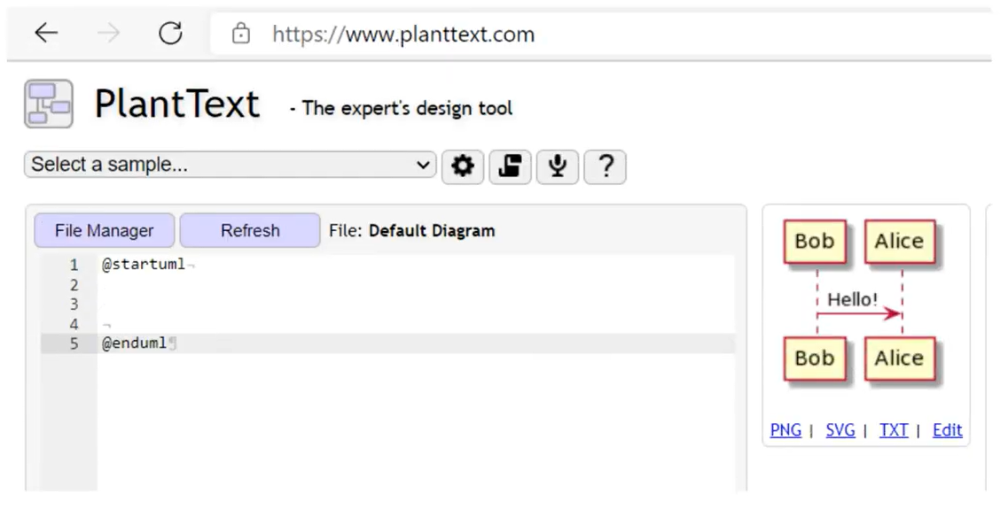 https://www.planttext.com
PlantText - The expert's design tool
Select a sample... ?
File Manager Refresh File: Default Diagram
1 @startuml¬
2
3
4 ¬
5 @enduml¶
Bob Alice
Hello!
Bob Alice
PNG | SVG | TXT | Edit